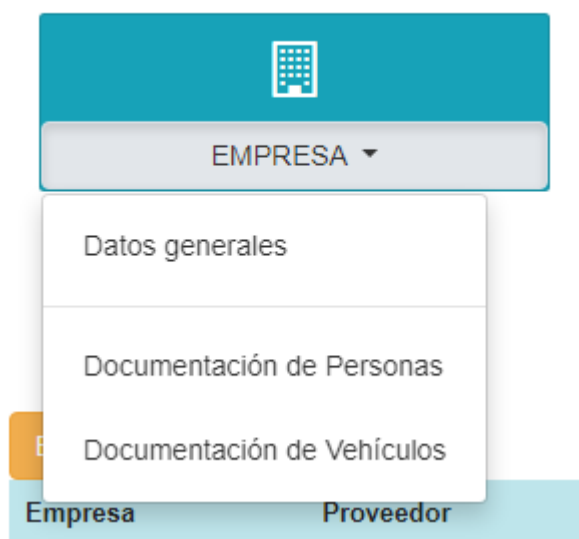 EMPRESA
Datos generales
Documentación de Personas
Documentación de Vehículos
Empresa Proveedor